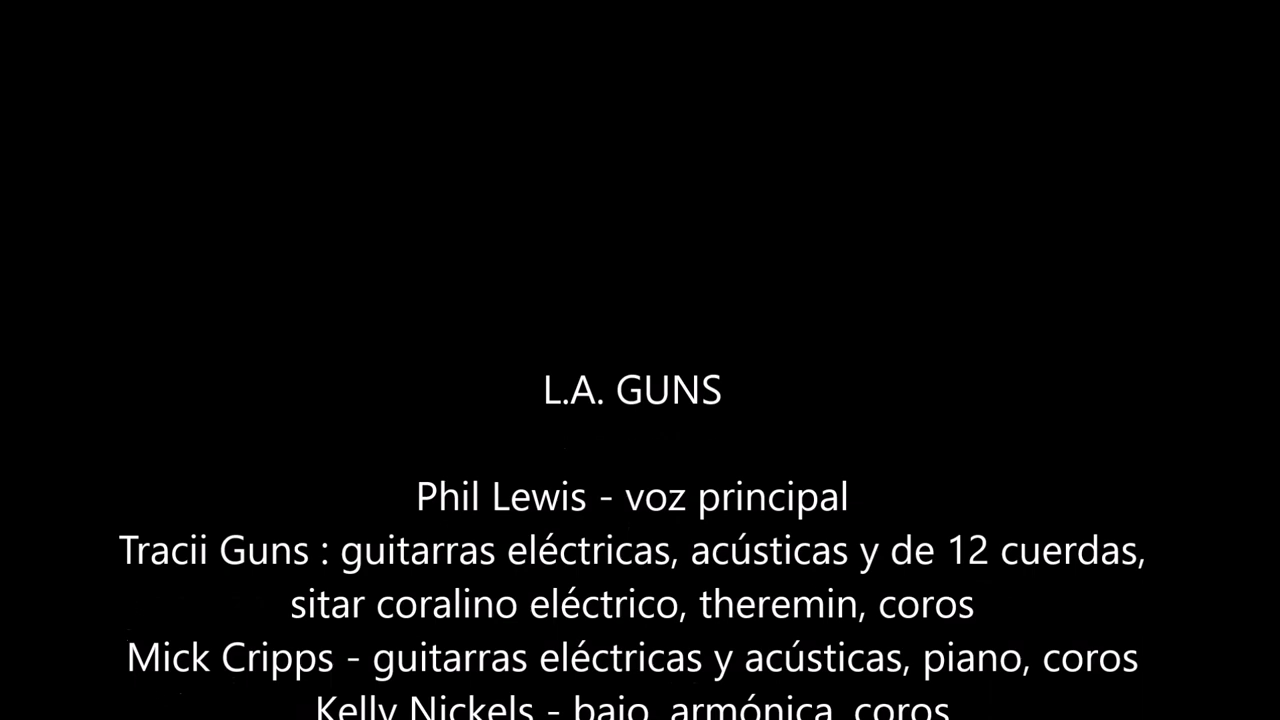 L.A. GUNS
Phil Lewis - voz principal
Tracii Guns : guitarras eléctricas, acústicas y de 12 cuerdas,
sitar coralino eléctrico, theremin, coros
Mick Cripps - guitarras eléctricas y acústicas, piano, coros
Kelly Nickels - bajo, armónica, coros